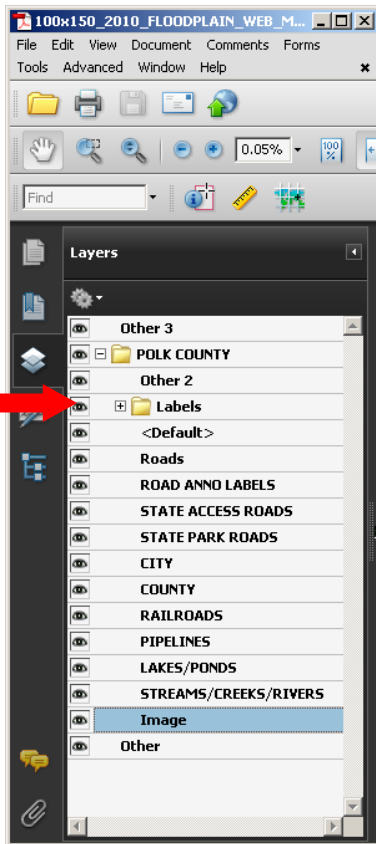 100x150_2010_FLOODPLAIN_WEB_M...
File Edit View Document Comments Forms
Tools Advanced Window Help
0.05%
100
%
Find
Layers
Other 3
POLK COUNTY
Other 2
Labels
<Default>
Roads
ROAD ANNO LABELS
STATE ACCESS ROADS
STATE PARK ROADS
CITY
COUNTY
RAILROADS
PIPELINES
LAKES/PONDS
STREAMS/CREEKS/RIVERS
Image
Other